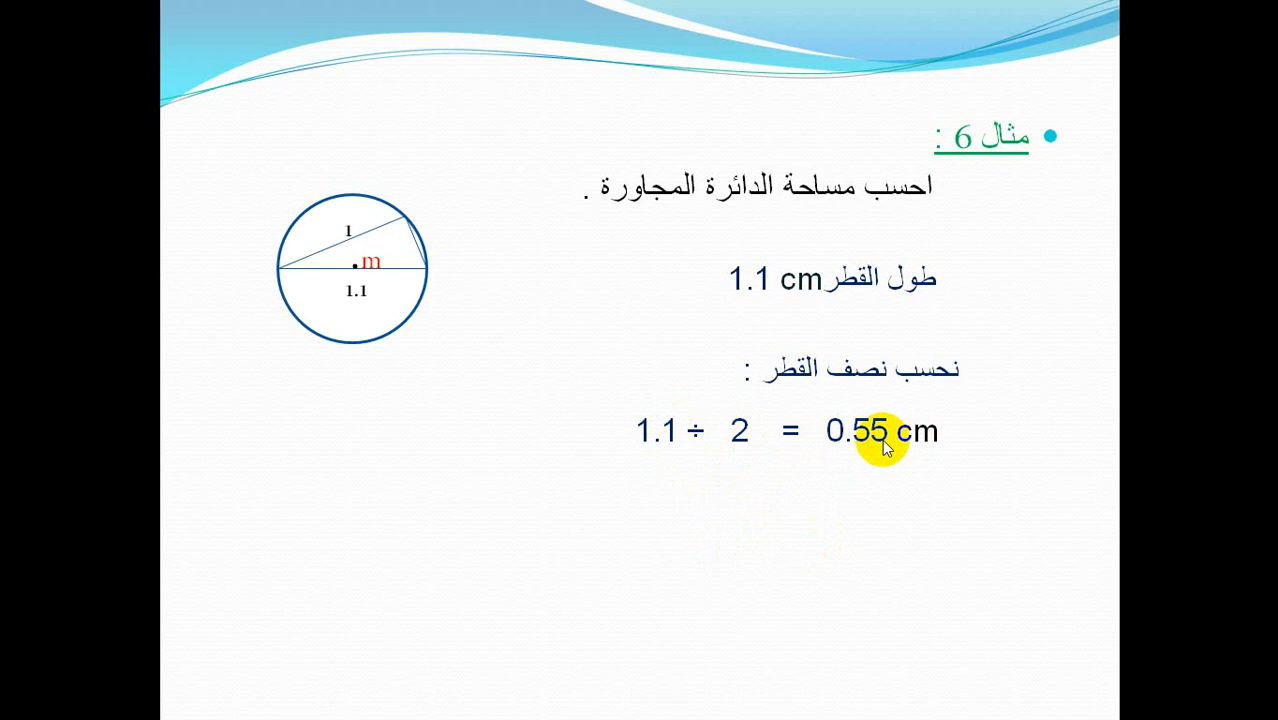 مثال 6 :
احسب مساحة الدائرة المجاورة .
1
m
1.1
طول القطر 1.1 cm
نحسب نصف القطر :
1.1 ÷ 2 = 0.55 cm